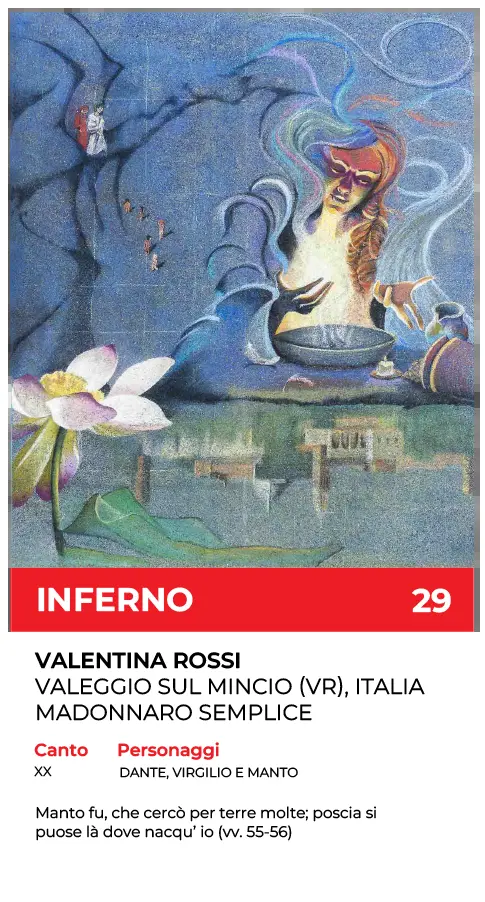 INFERNO 29
VALENTINA ROSSI
VALEGGIO SUL MINCIO (VR), ITALIA
MADONNARO SEMPLICE
Canto Personaggi
XX DANTE, VIRGILIO E MANTO
Manto fu, che cercò per terre molte; poscia si
puose là dove nacqu’ io (vv. 55-56)